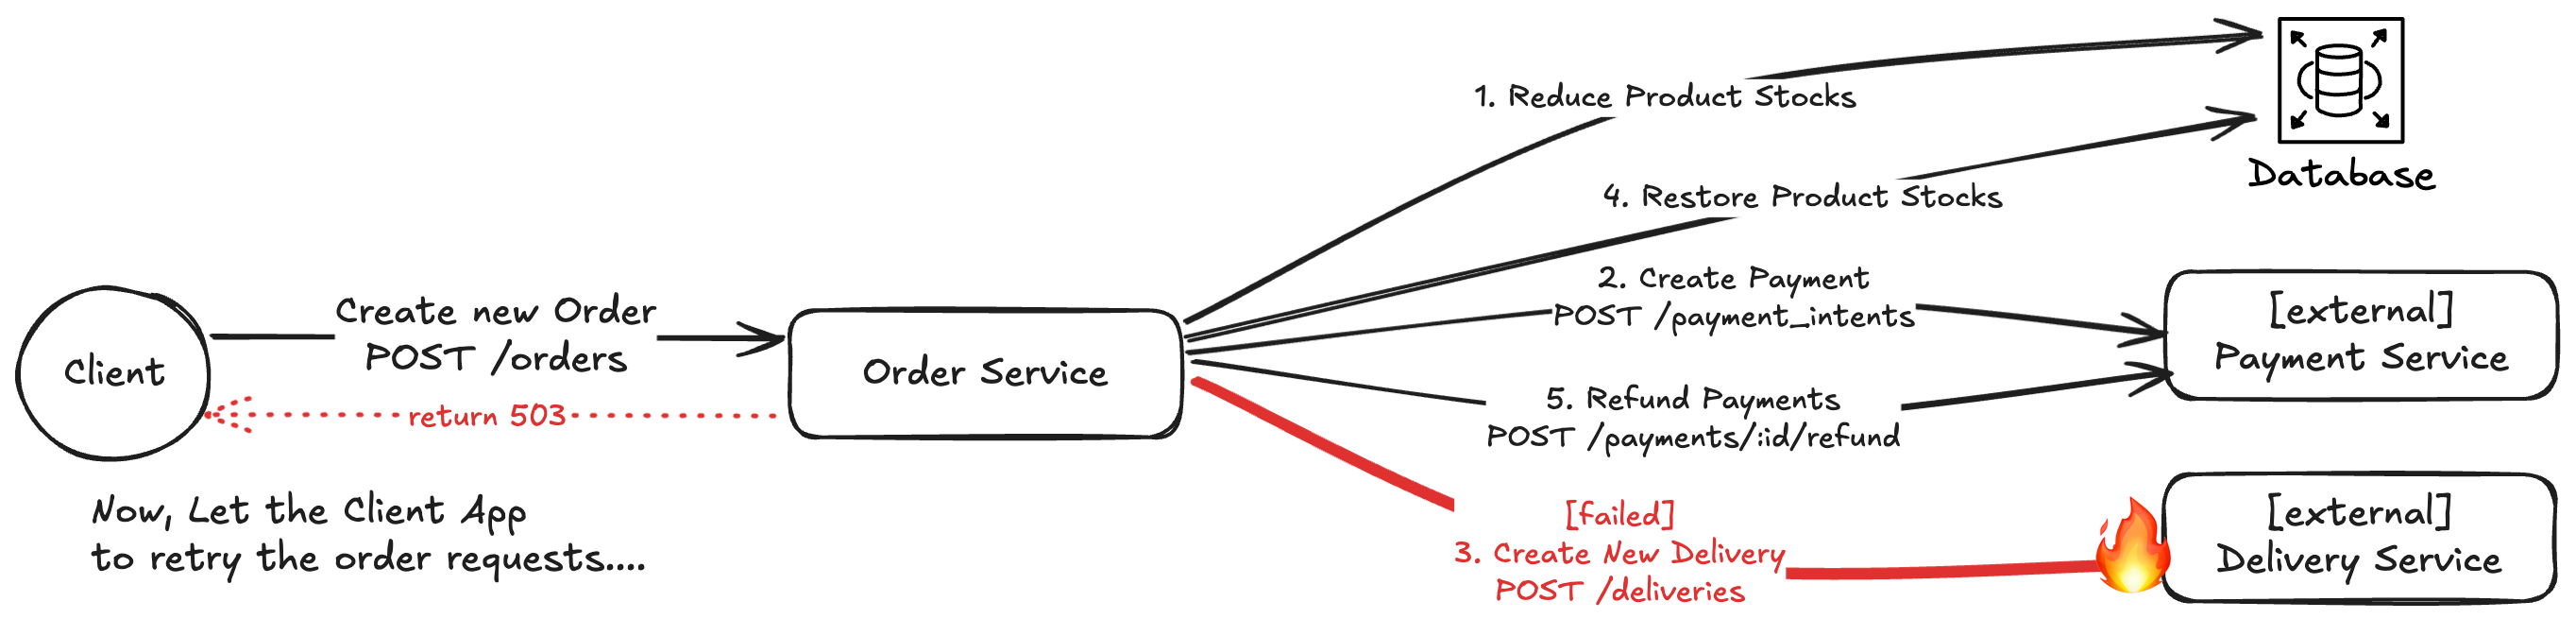 1. Reduce Product Stocks
Database
4. Restore Product Stocks
2. Create Payment
POST /payment_intents
[external]
Payment Service
Create new Order
POST /orders
Client
Order Service
return 503
5. Refund Payments
POST /payments/:id/refund
Now, Let the Client App
to retry the order requests....
[failed]
3. Create New Delivery
POST /deliveries
[external]
Delivery Service